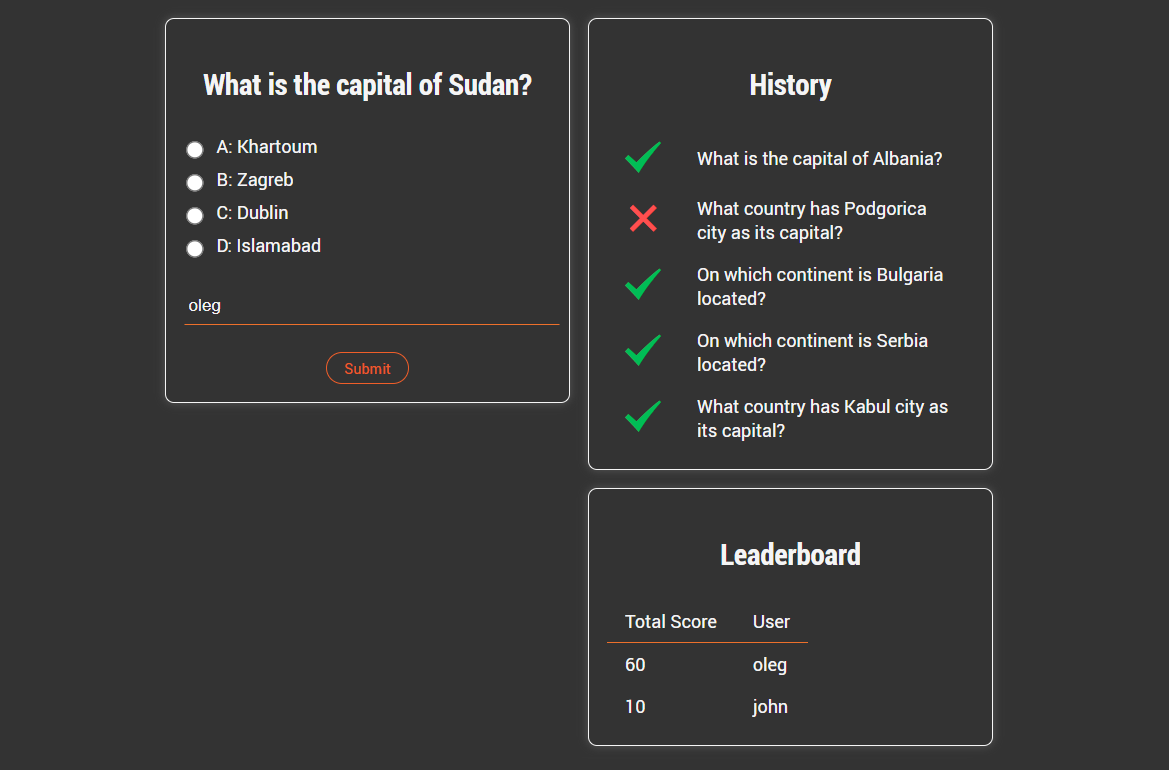 What is the capital of Sudan?
A: Khartoum
B: Zagreb
C: Dublin
D: Islamabad
oleg
Submit
History
What is the capital of Albania?
What country has Podgorica
city as its capital?
On which continent is Bulgaria
located?
On which continent is Serbia
located?
What country has Kabul city as
its capital?
Leaderboard
Total Score User
60 oleg
10 john